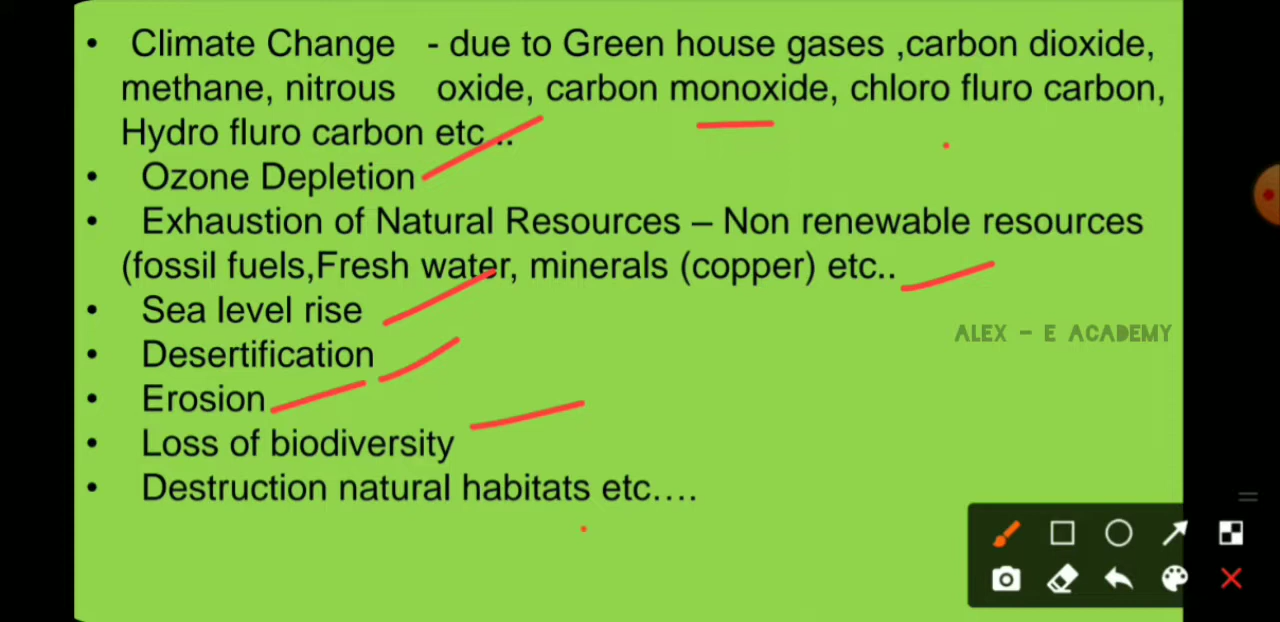 • Climate Change - due to Green house gases ,carbon dioxide,
methane, nitrous oxide, carbon monoxide, chloro fluro carbon,
Hydro fluro carbon etc...
• Ozone Depletion
• Exhaustion of Natural Resources – Non renewable resources
(fossil fuels,Fresh water, minerals (copper) etc..
• Sea level rise
ALEX - E ACADEMY
• Desertification
• Erosion
• Loss of biodiversity
• Destruction natural habitats etc….